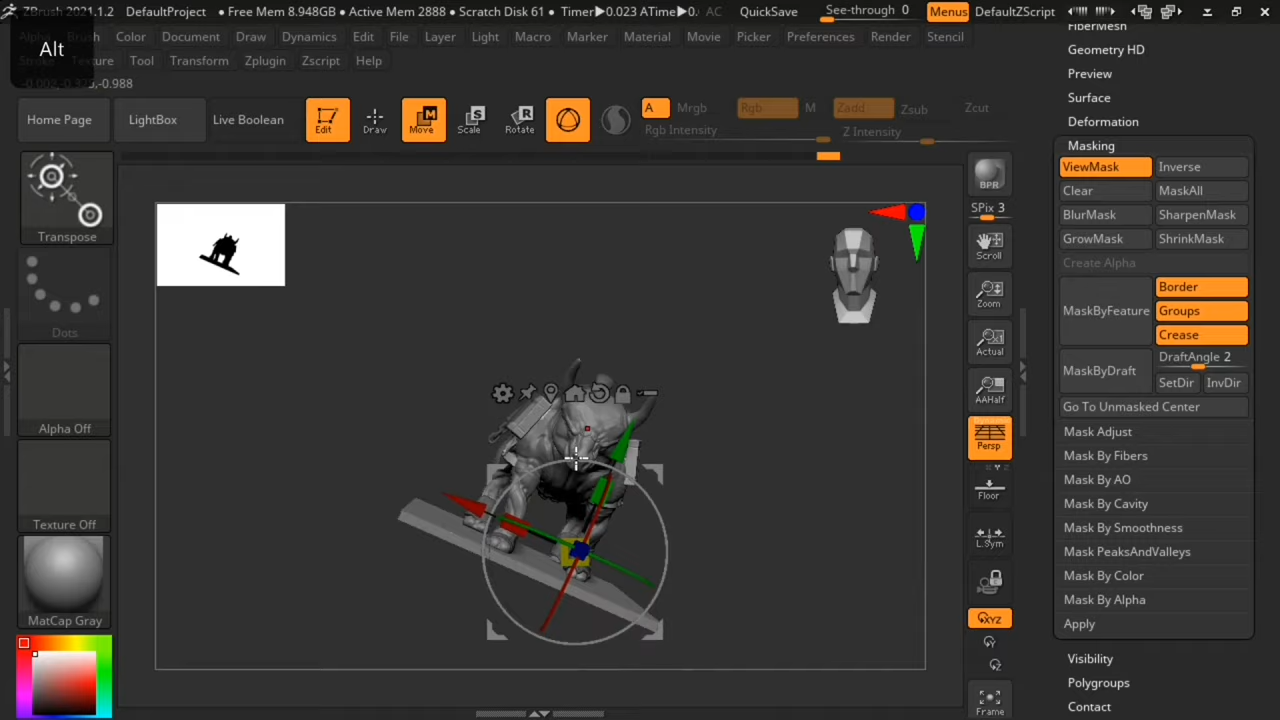 ZBrush 2021.1.2 DefaultProject • Free Mem 8.948GB • Active Mem 2888 • Scratch Disk 61 • Timer▶0.023 ATime▶0. AC QuickSave See-through 0 Menus DefaultZScript
Alt
Alpha Brush Color Document Draw Dynamics Edit File Layer Light Macro Marker Material Movie Picker Preferences Render Stencil
Stroke Texture Tool Transform Zplugin Zscript Help
Home Page
LightBox
Live Boolean
Edit
Draw
M
Move
S
Scale
R
Rotate
A
Mrgb
Rgb
M
Zadd
Zsub
Zcut
Rgb Intensity
Z Intensity
Transpose
Dots
Alpha Off
Texture Off
MatCap Gray
BPR
SPix 3
Scroll
Zoom
Actual
AAHalf
Persp
Floor
L.Sym
XYZ
Frame
FiberMesh
Geometry HD
Preview
Surface
Deformation
Masking
ViewMask
Inverse
Clear
MaskAll
BlurMask
SharpenMask
GrowMask
ShrinkMask
Create Alpha
MaskByFeature
Border
Groups
Crease
MaskByDraft
DraftAngle 2
SetDir
InvDir
Go To Unmasked Center
Mask Adjust
Mask By Fibers
Mask By AO
Mask By Cavity
Mask By Smoothness
Mask PeaksAndValleys
Mask By Color
Mask By Alpha
Apply
Visibility
Polygroups
Contact